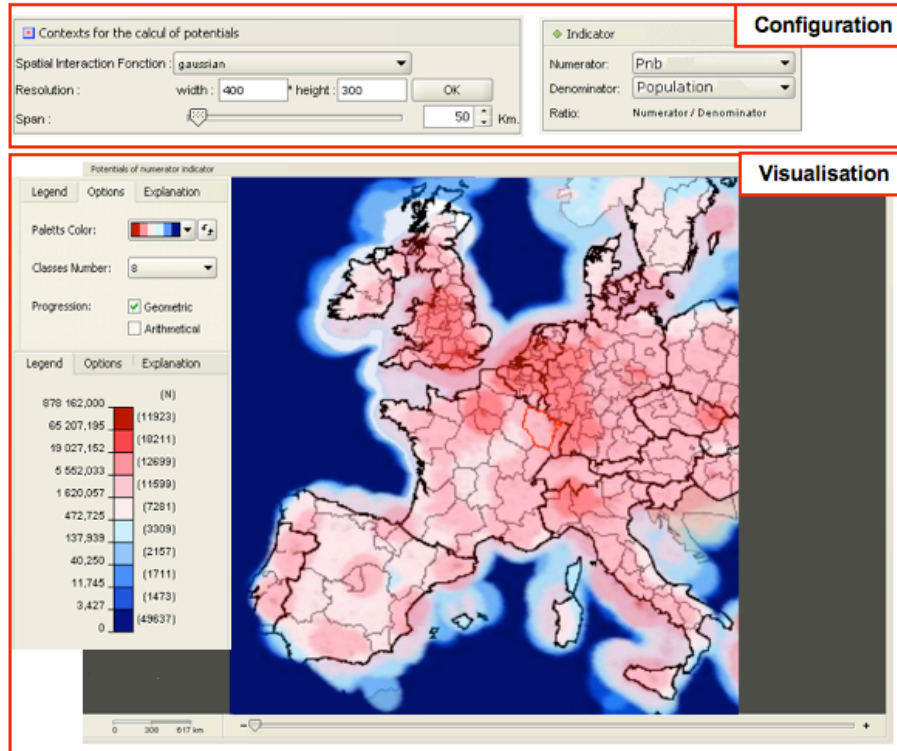 Configuration
Contexts for the calcul of potentials
Spatial Interaction Fonction : gaussian
Resolution : width : 400 * height : 300 OK
Span : 50 Km.
Indicator
Numerator: Pnb
Denominator: Population
Ratio: Numerator / Denominator
Visualisation
Potentials of numerator indicator
Legend Options Explanation
Paletts Color:
Classes Number: 8
Progression: Geometric
Arithmetical
Legend Options Explanation
(N)
878 162,000
(11923)
65 207,195
(18211)
19 027,152
(12699)
5 552,033
(11599)
1 620,057
(7281)
472,725
(3309)
137,939
(2157)
40,250
(1711)
11,745
(1473)
3,427
(49637)
0
0 308 617 km
- +